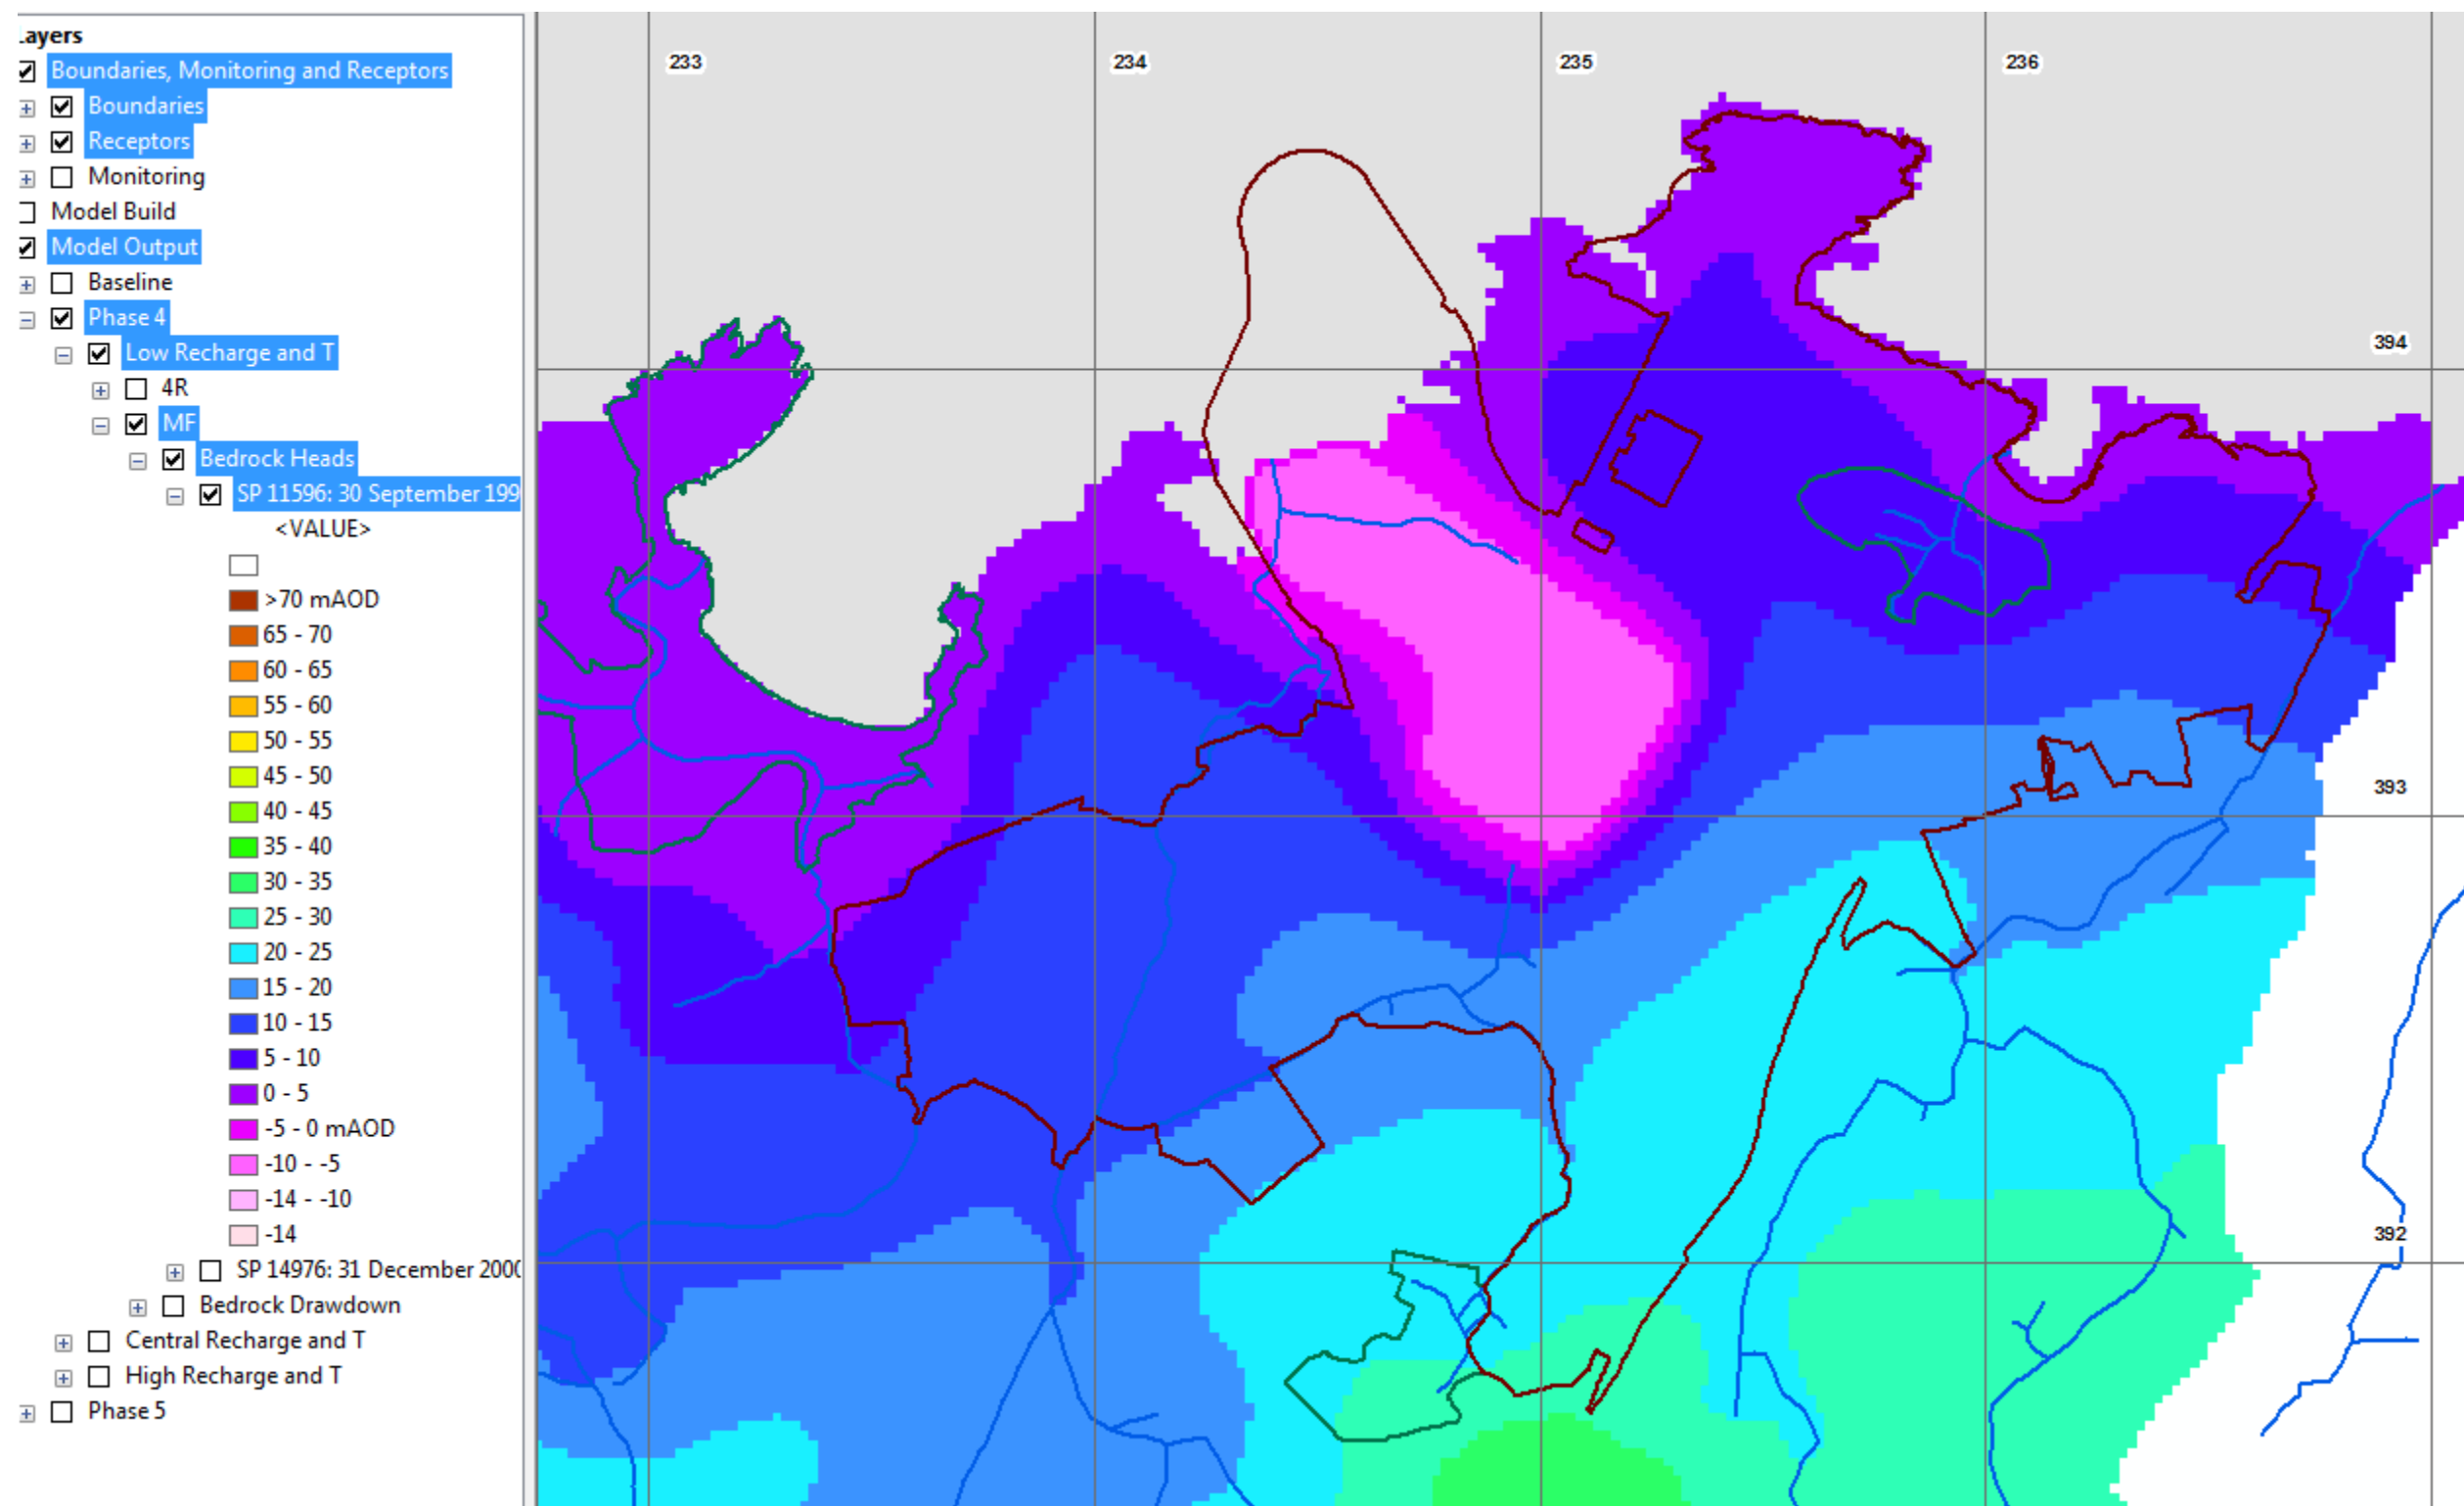 Layers
Boundaries, Monitoring and Receptors
Boundaries
Receptors
Monitoring
Model Build
Model Output
Baseline
Phase 4
Low Recharge and T
4R
MF
Bedrock Heads
SP 11596: 30 September 199
<VALUE>
>70 mAOD
65 - 70
60 - 65
55 - 60
50 - 55
45 - 50
40 - 45
35 - 40
30 - 35
25 - 30
20 - 25
15 - 20
10 - 15
5 - 10
0 - 5
-5 - 0 mAOD
-10 - -5
-14 - -10
-14
SP 14976: 31 December 2000
Bedrock Drawdown
Central Recharge and T
High Recharge and T
Phase 5
233
234
235
236
394
393
392